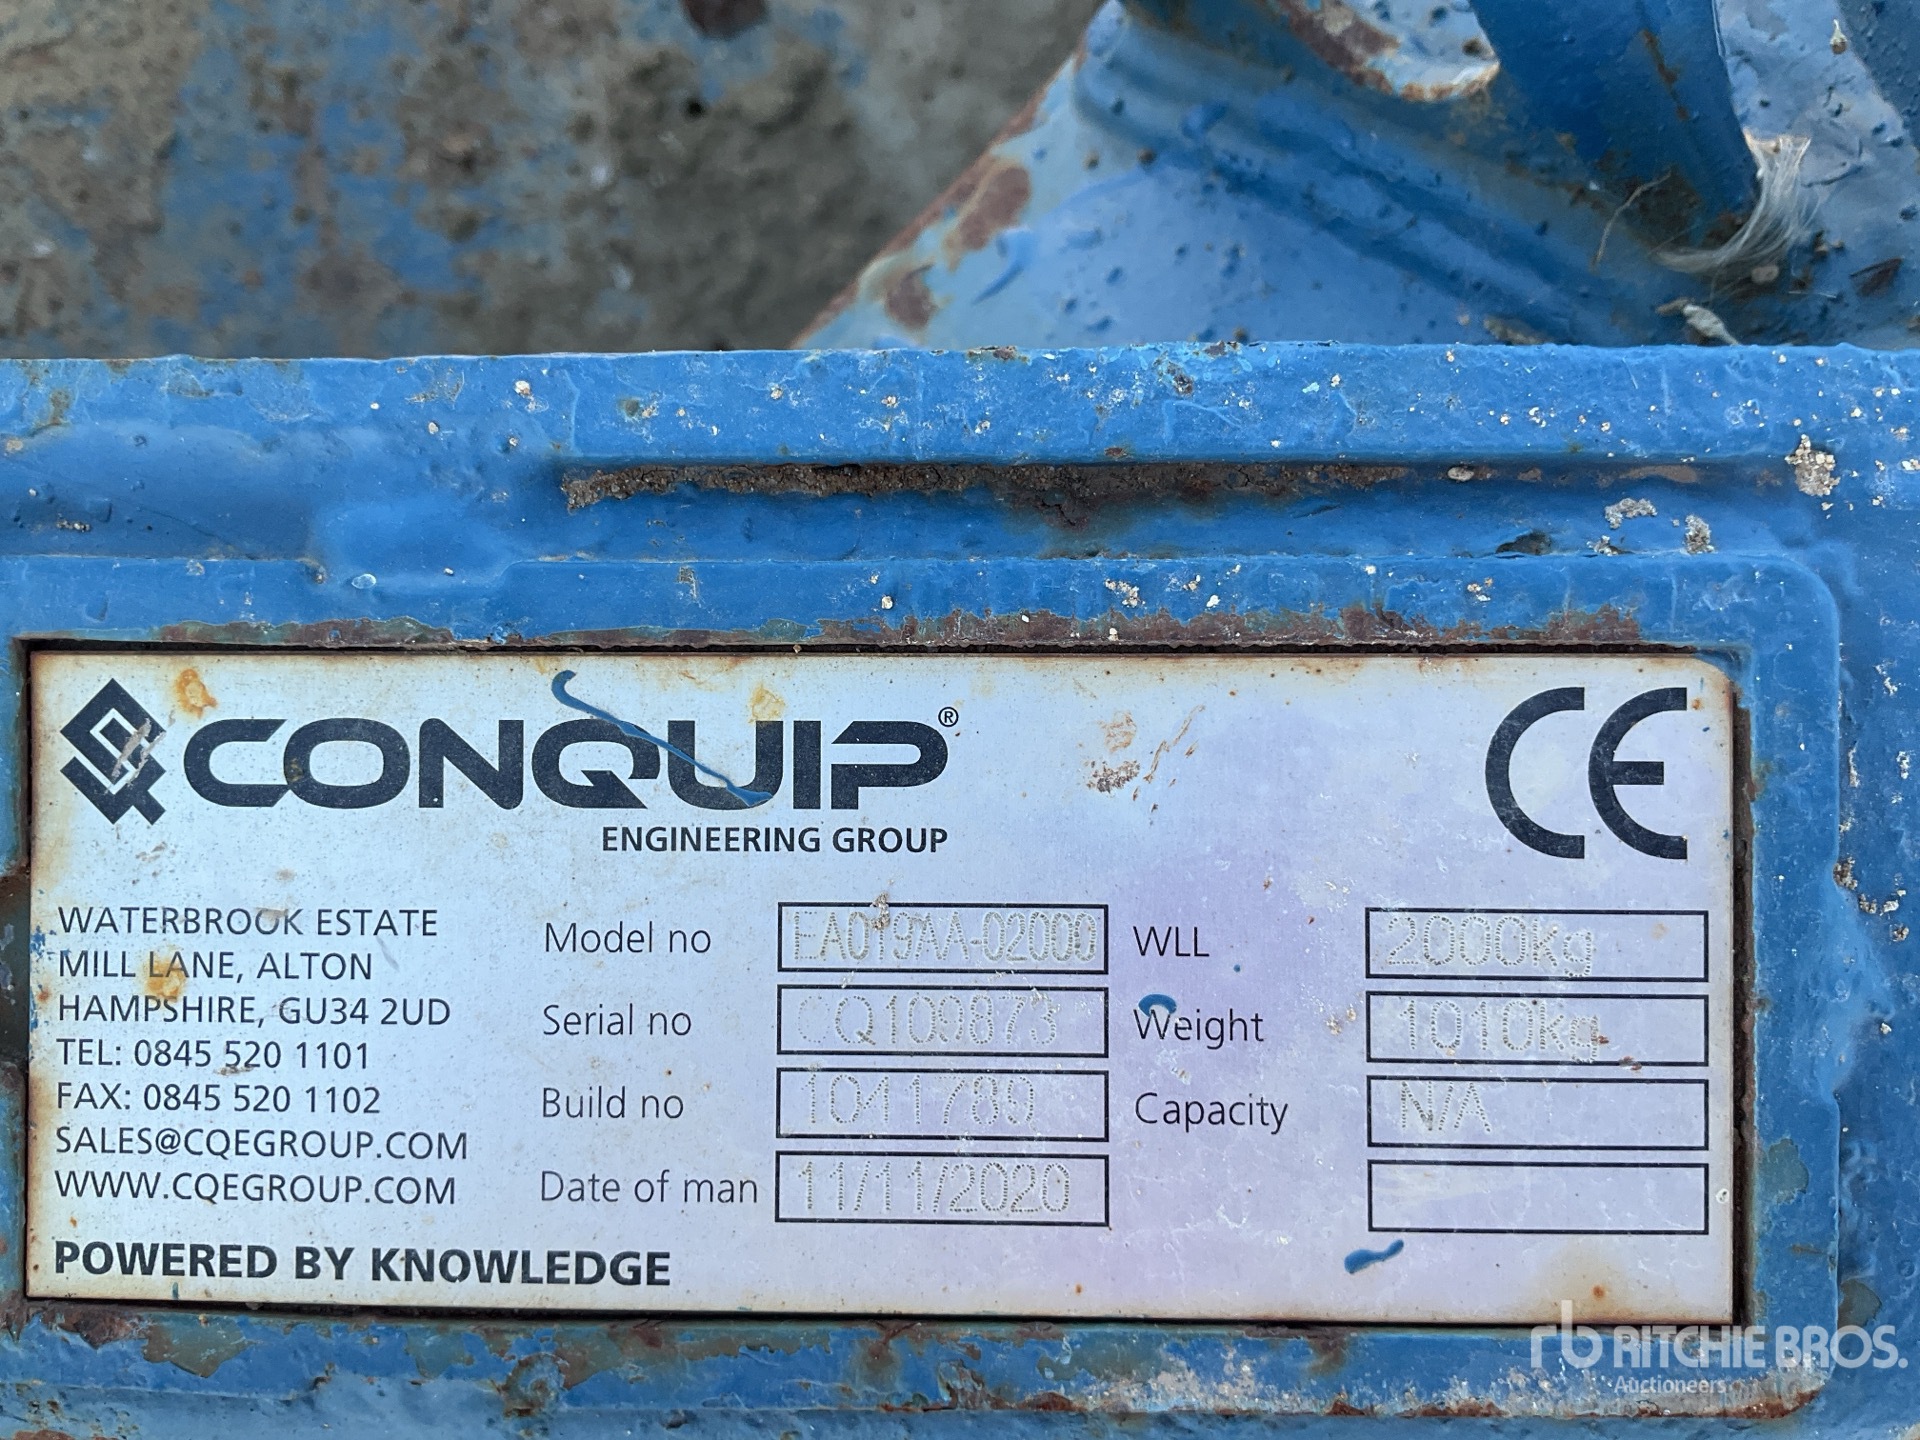 CONQUIP®
ENGINEERING GROUP
CE
WATERBROOK ESTATE
MILL LANE, ALTON
HAMPSHIRE, GU34 2UD
TEL: 0845 520 1101
FAX: 0845 520 1102
SALES@CQEGROUP.COM
WWW.CQEGROUP.COM
POWERED BY KNOWLEDGE
Model no EA019AA-02000
Serial no CQ109873
Build no 1041789
Date of man 11/11/2020
WLL 2000kg
Weight 1010kg
Capacity N/A
rb RITCHIE BROS.
Auctioneers